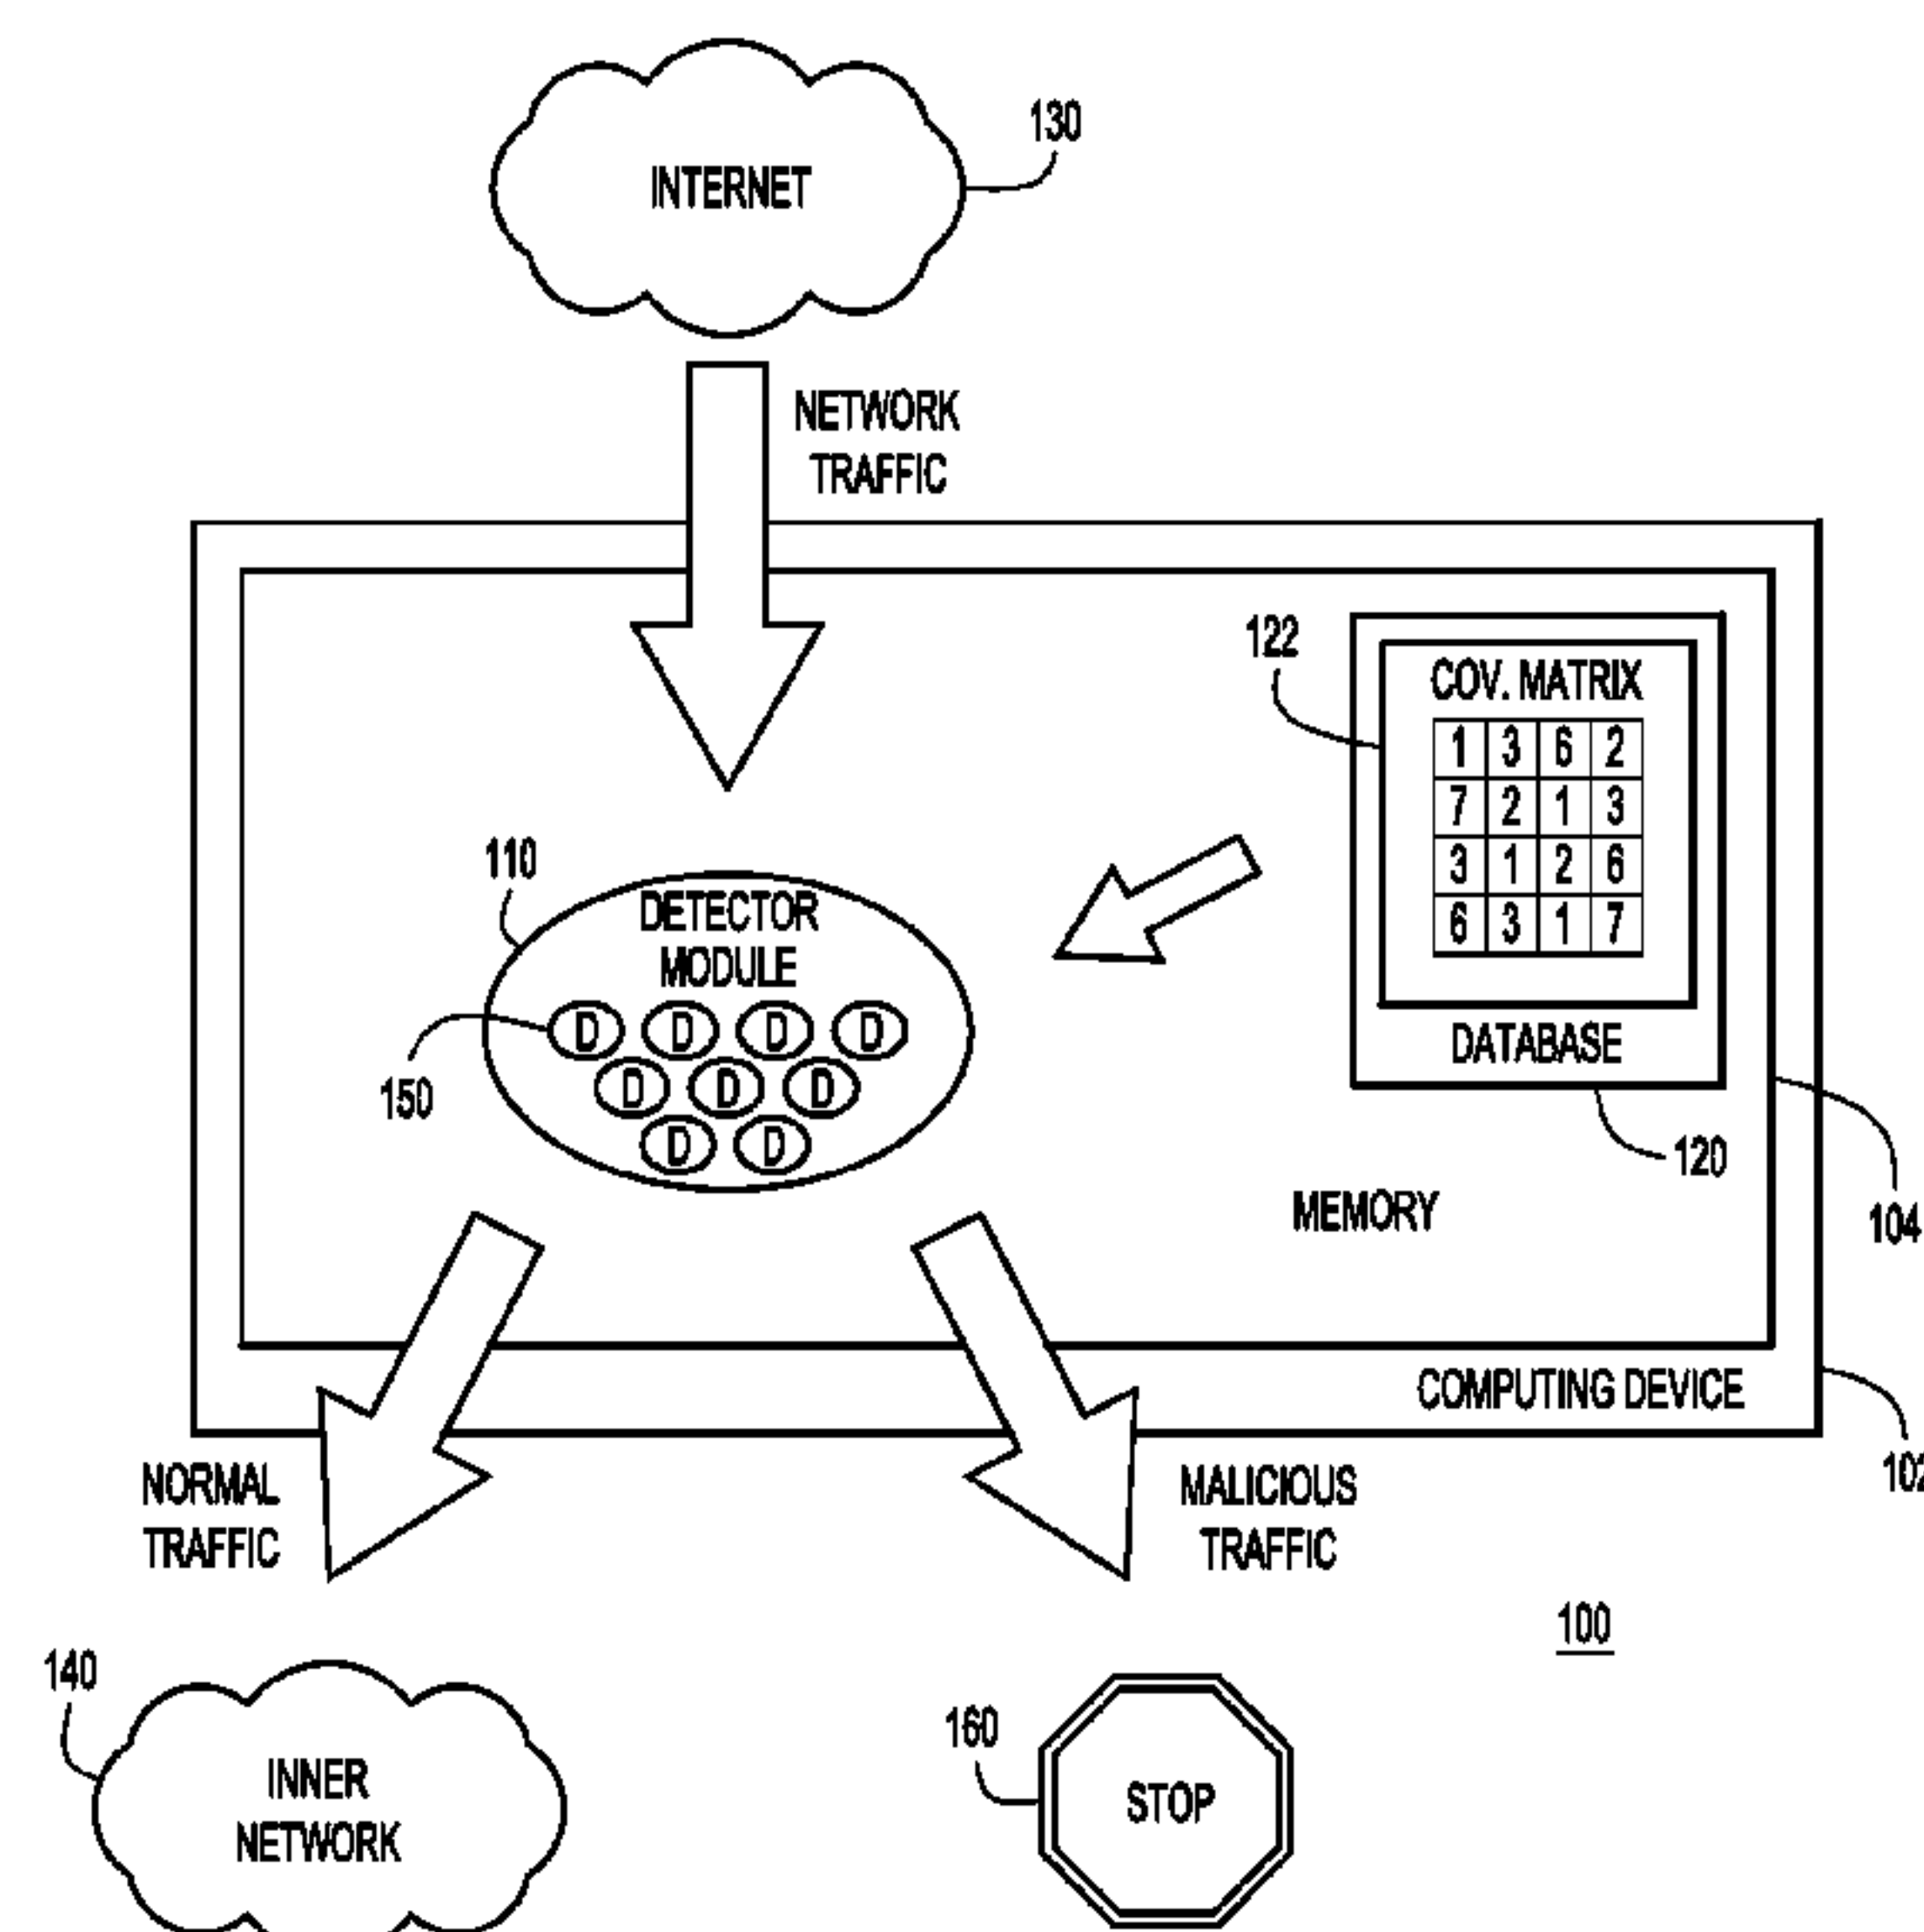 130
INTERNET
NETWORK
TRAFFIC
122
COV. MATRIX
1 3 6 2
7 2 1 3
3 1 2 6
6 3 1 7
DATABASE
120
110
DETECTOR
MODULE
D D D D
D D D
D D
150
MEMORY
104
COMPUTING DEVICE
102
NORMAL
TRAFFIC
MALICIOUS
TRAFFIC
100
140
INNER
NETWORK
160
STOP